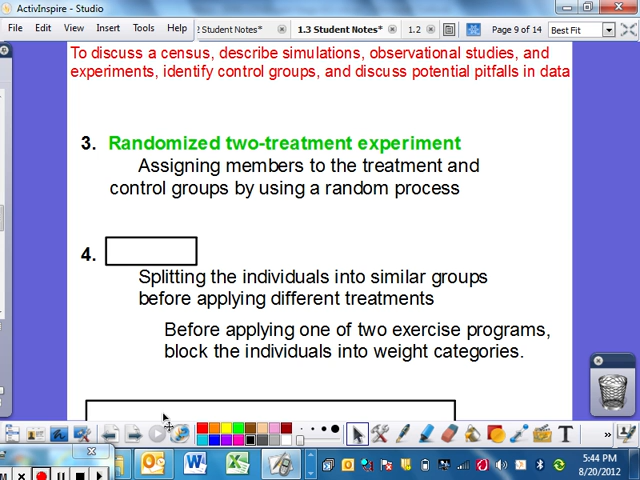 ActivInspire - Studio
File Edit View Insert Tools Help
2 Student Notes* 1.3 Student Notes* 1.2 Page 9 of 14 Best Fit
To discuss a census, describe simulations, observational studies, and
experiments, identify control groups, and discuss potential pitfalls in data
3. Randomized two-treatment experiment
Assigning members to the treatment and
control groups by using a random process
4.
Splitting the individuals into similar groups
before applying different treatments
Before applying one of two exercise programs,
block the individuals into weight categories.
5:44 PM
8/20/2012